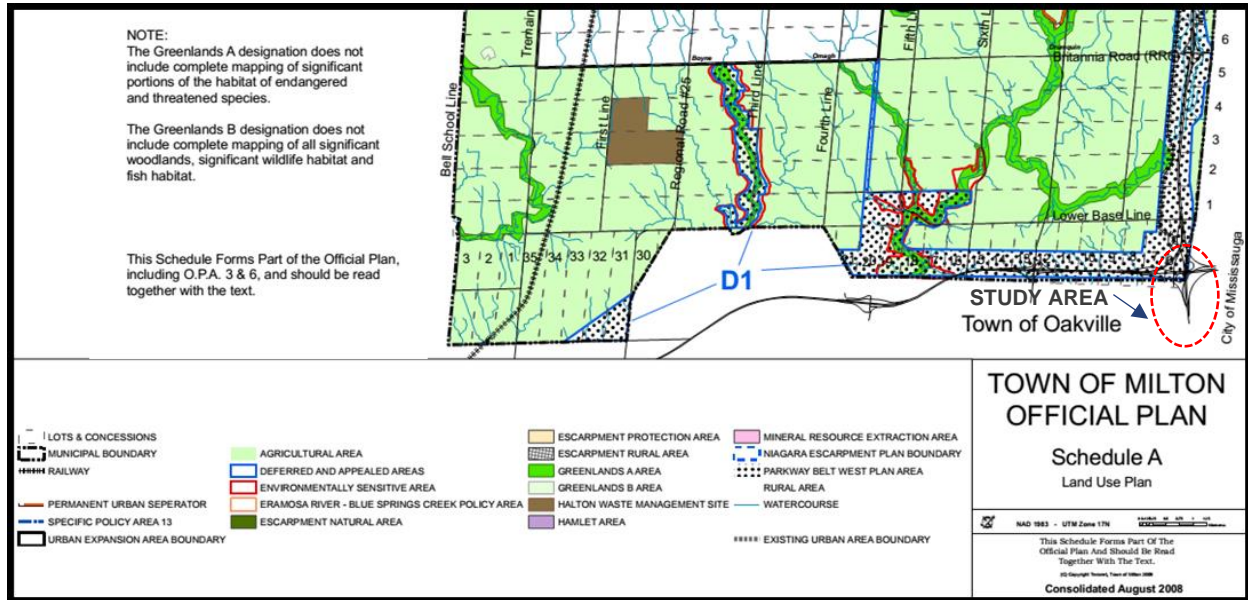 NOTE:
The Greenlands A designation does not
include complete mapping of significant
portions of the habitat of endangered
and threatened species.
The Greenlands B designation does not
include complete mapping of all significant
woodlands, significant wildlife habitat and
fish habitat.
This Schedule Forms Part of the Official Plan,
including O.P.A. 3 & 6, and should be read
together with the text.
Bell School Line
First Line
Regional Road #25
Third Line
Fourth Line
Boyne
Omagh
Drumquin
Britannia Road
Lower Base Line
6
5
4
3
2
1
3 2 1 35 34 33 32 31 30
D1
STUDY AREA
Town of Oakville
City of Mississauga
LOTS & CONCESSIONS
MUNICIPAL BOUNDARY
RAILWAY
PERMANENT URBAN SEPERATOR
SPECIFIC POLICY AREA 13
URBAN EXPANSION AREA BOUNDARY
AGRICULTURAL AREA
DEFERRED AND APPEALED AREAS
ENVIRONMENTALLY SENSITIVE AREA
ERAMOSA RIVER - BLUE SPRINGS CREEK POLICY AREA
ESCARPMENT NATURAL AREA
ESCARPMENT PROTECTION AREA
ESCARPMENT RURAL AREA
GREENLANDS A AREA
GREENLANDS B AREA
HALTON WASTE MANAGEMENT SITE
HAMLET AREA
MINERAL RESOURCE EXTRACTION AREA
NIAGARA ESCARPMENT PLAN BOUNDARY
PARKWAY BELT WEST PLAN AREA
RURAL AREA
WATERCOURSE
EXISTING URBAN AREA BOUNDARY
TOWN OF MILTON
OFFICIAL PLAN
Schedule A
Land Use Plan
NAD 1983 - UTM Zone 17N
This Schedule Forms Part Of The
Official Plan And Should Be Read
Together With The Text.
Consolidated August 2008